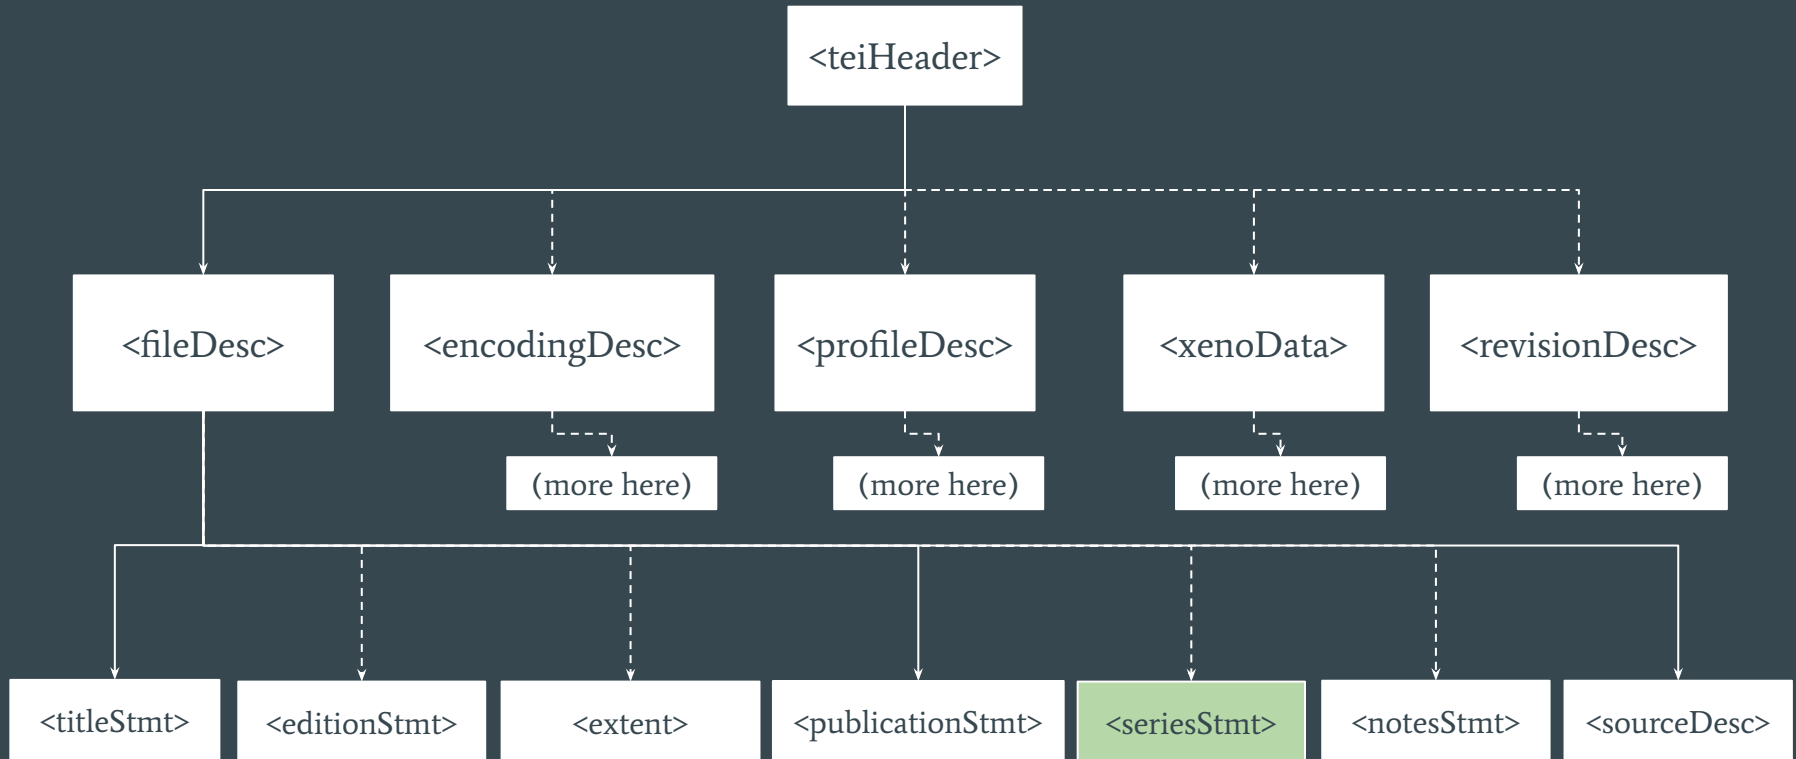 <teiHeader>
<fileDesc>
<encodingDesc>
<profileDesc>
<xenoData>
<revisionDesc>
(more here)
(more here)
(more here)
(more here)
<titleStmt>
<editionStmt>
<extent>
<publicationStmt>
<seriesStmt>
<notesStmt>
<sourceDesc>